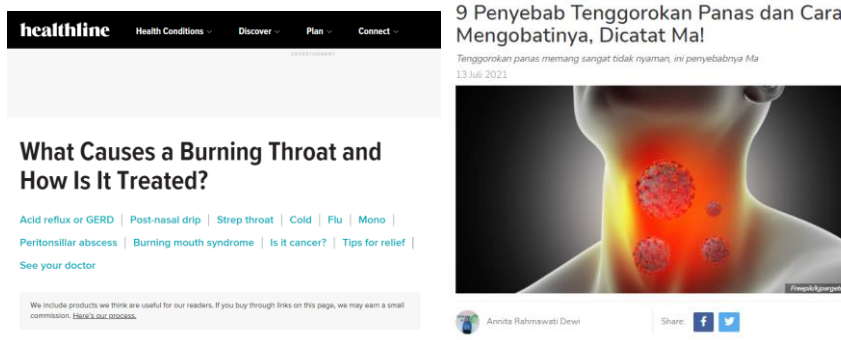 healthline
Health Conditions
Discover
Plan
Connect
ADVERTISEMENT
What Causes a Burning Throat and
How Is It Treated?
Acid reflux or GERD | Post-nasal drip | Strep throat | Cold | Flu | Mono |
Peritonsillar abscess | Burning mouth syndrome | Is it cancer? | Tips for relief |
See your doctor
We include products we think are useful for our readers. If you buy through links on this page, we may earn a small
commission. Here's our process.
9 Penyebab Tenggorokan Panas dan Cara
Mengobatinya, Dicatat Ma!
Tenggorokan panas memang sangat tidak nyaman, ini penyebabnya Ma
13 Juli 2021
Annita Rahmawati Dewi
Share: